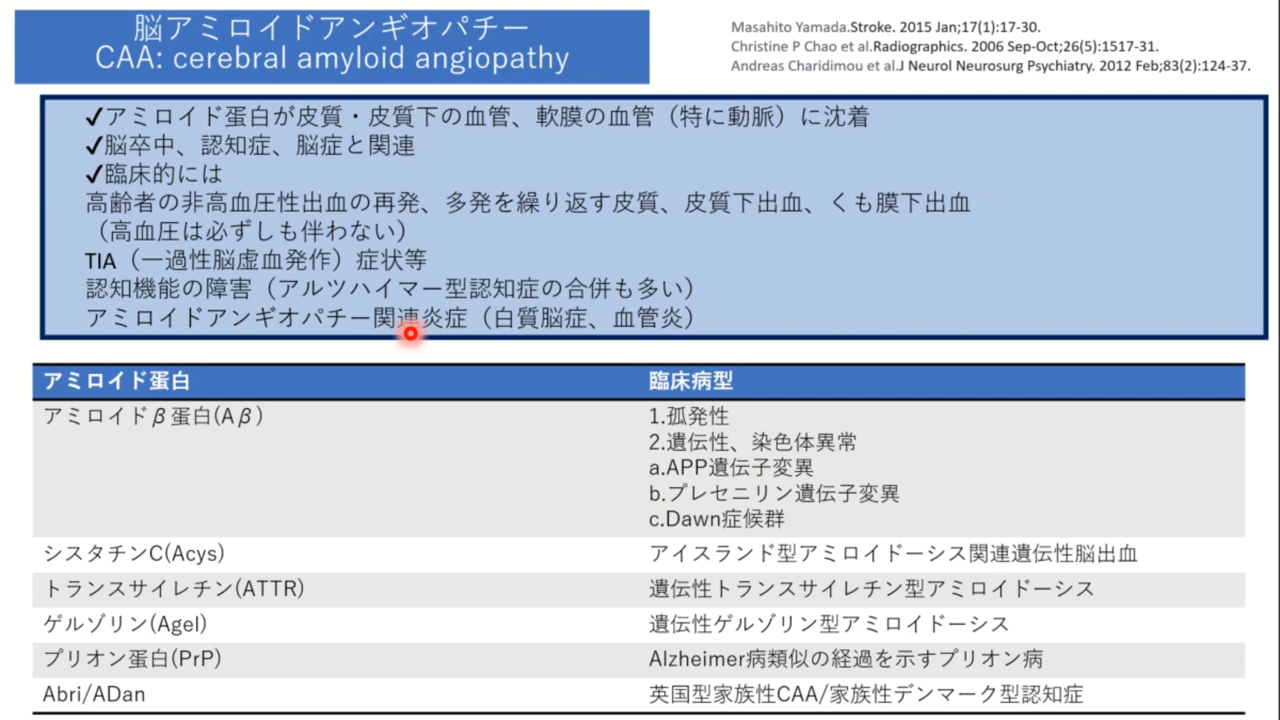 脳アミロイドアンギオパチー
CAA: cerebral amyloid angiopathy
Masahito Yamada.Stroke. 2015 Jan;17(1):17-30.
Christine P Chao et al.Radiographics. 2006 Sep-Oct;26(5):1517-31.
Andreas Charidimou et al.J Neurol Neurosurg Psychiatry. 2012 Feb;83(2):124-37.
✓アミロイド蛋白が皮質・皮質下の血管、軟膜の血管（特に動脈）に沈着
✓脳卒中、認知症、脳症と関連
✓臨床的には
高齢者の非高血圧性出血の再発、多発を繰り返す皮質、皮質下出血、くも膜下出血
（高血圧は必ずしも伴わない）
TIA（一過性脳虚血発作）症状等
認知機能の障害（アルツハイマー型認知症の合併も多い）
アミロイドアンギオパチー関連炎症（白質脳症、血管炎）
アミロイド蛋白 臨床病型
アミロイドβ蛋白(Aβ) 1.孤発性
2.遺伝性、染色体異常
a.APP遺伝子変異
b.プレセニリン遺伝子変異
c.Dawn症候群
シスタチンC(Acys) アイスランド型アミロイドーシス関連遺伝性脳出血
トランスサイレチン(ATTR) 遺伝性トランスサイレチン型アミロイドーシス
ゲルゾリン(Agel) 遺伝性ゲルゾリン型アミロイドーシス
プリオン蛋白(PrP) Alzheimer病類似の経過を示すプリオン病
Abri/ADan 英国型家族性CAA/家族性デンマーク型認知症